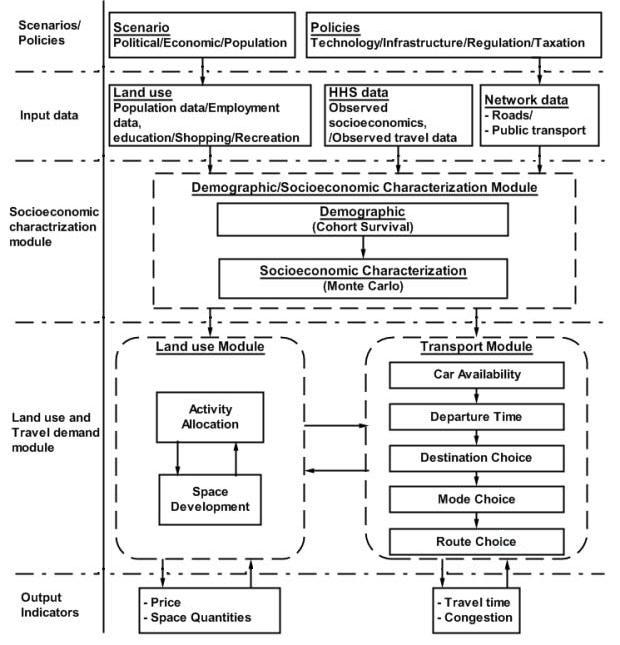 Scenarios/
Policies
Scenario
Political/Economic/Population
Policies
Technology/Infrastructure/Regulation/Taxation
Input data
Land use
Population data/Employment
data,
education/Shopping/Recreation
HHS data
Observed
socioeconomics,
/Observed travel data
Network data
- Roads/
- Public transport
Socioeconomic
charactrization
module
Demographic/Socioeconomic Characterization Module
Demographic
(Cohort Survival)
Socioeconomic Characterization
(Monte Carlo)
Land use and
Travel demand
module
Land use Module
Activity
Allocation
Space
Development
Transport Module
Car Availability
Departure Time
Destination Choice
Mode Choice
Route Choice
Output
Indicators
- Price
- Space Quantities
- Travel time
- Congestion